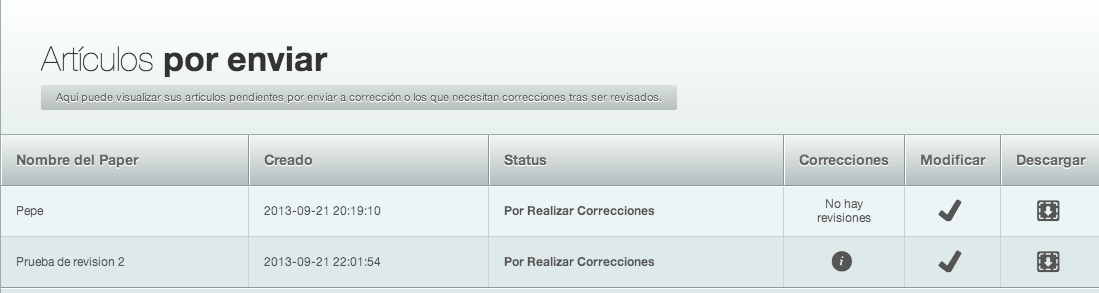 Artículos por enviar
Aquí puede visualizar sus artículos pendientes por enviar a corrección o los que necesitan correcciones tras ser revisados.
Nombre del Paper Creado Status Correcciones Modificar Descargar
Pepe 2013-09-21 20:19:10 Por Realizar Correcciones No hay revisiones
Prueba de revision 2 2013-09-21 22:01:54 Por Realizar Correcciones i